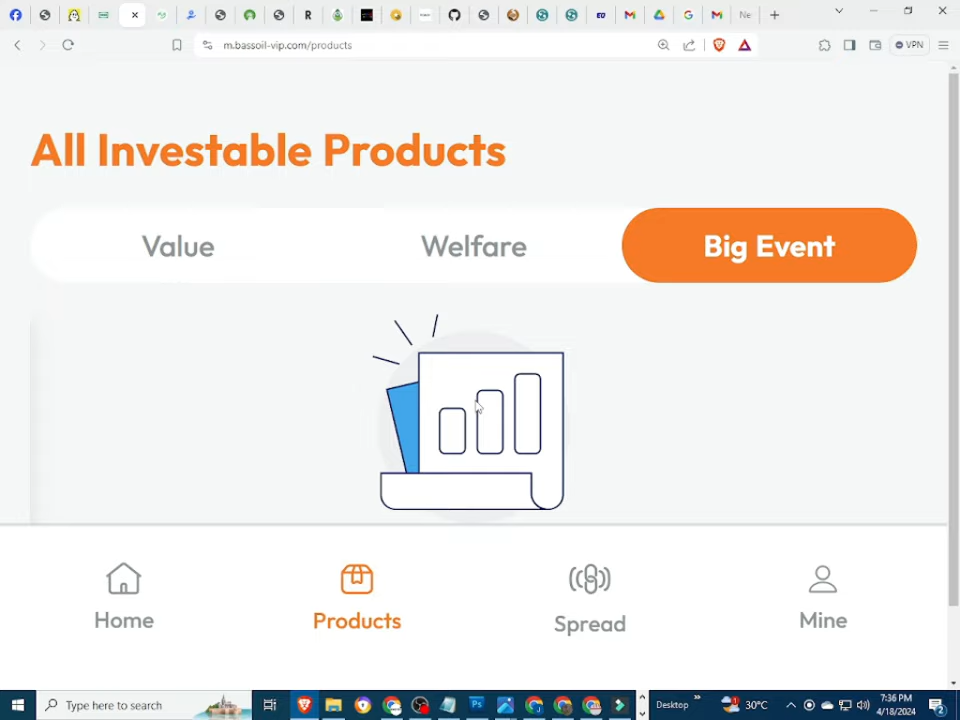 m.bassoil-vip.com/products
VPN
All Investable Products
Value
Welfare
Big Event
Home
Products
Spread
Mine
Type here to search
Desktop
30°C
7:36 PM
4/18/2024